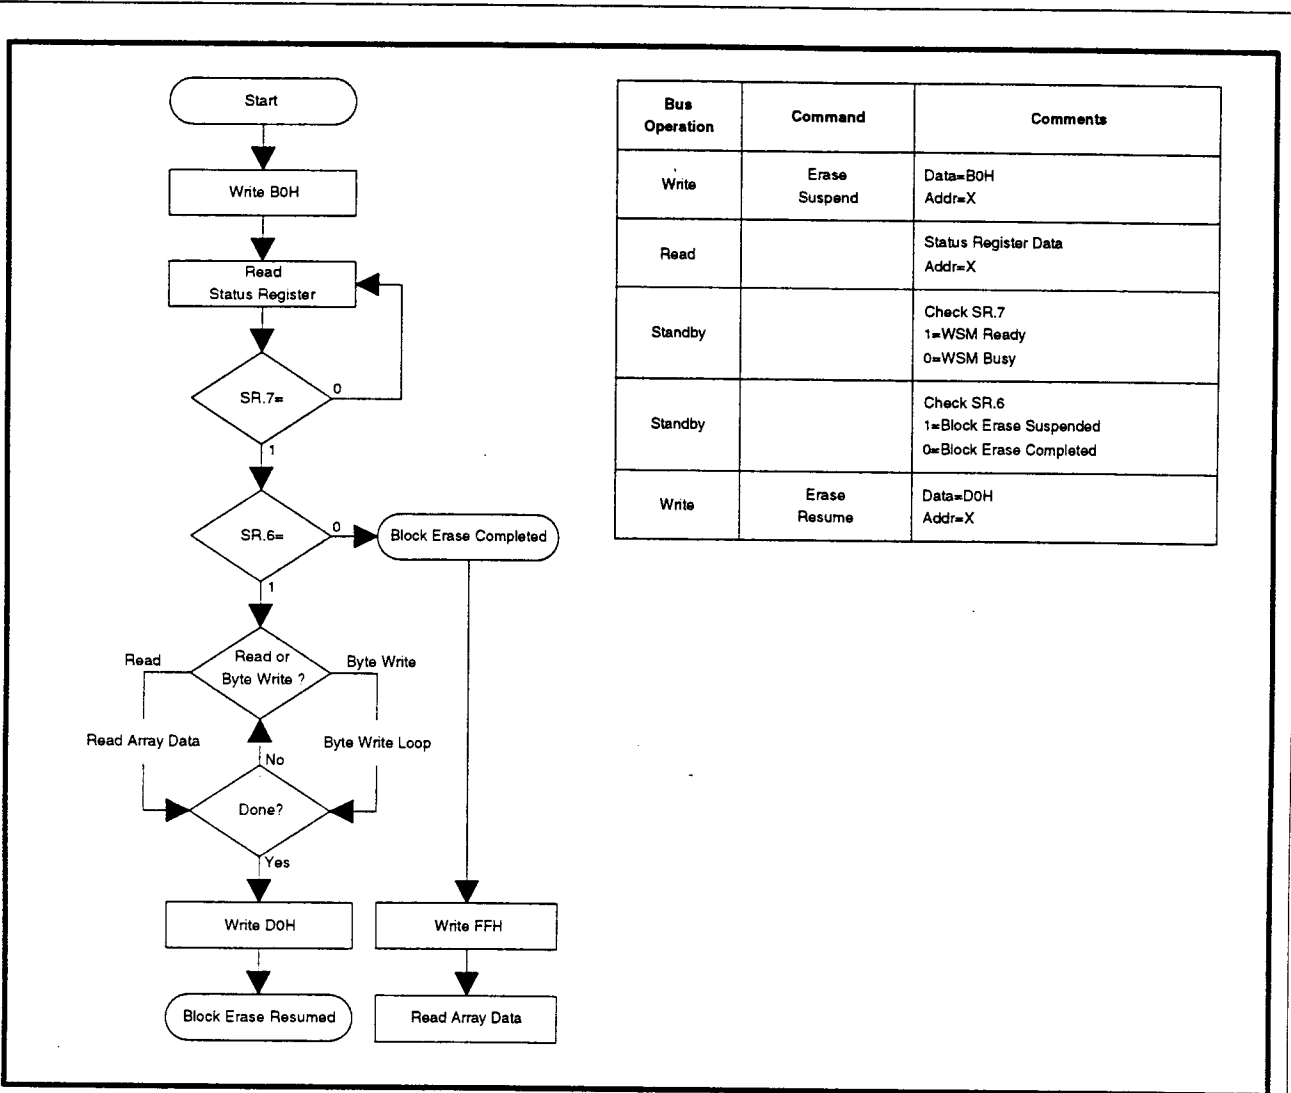 Start
Write B0H
Read
Status Register
SR.7=
0
1
SR.6=
0
Block Erase Completed
1
Read or
Byte Write ?
Read
Byte Write
Read Array Data
Byte Write Loop
No
Done?
Yes
Write D0H
Write FFH
Block Erase Resumed
Read Array Data
Bus
Operation
Command
Comments
Write
Erase
Suspend
Data=B0H
Addr=X
Read
Status Register Data
Addr=X
Standby
Check SR.7
1=WSM Ready
0=WSM Busy
Standby
Check SR.6
1=Block Erase Suspended
0=Block Erase Completed
Write
Erase
Resume
Data=D0H
Addr=X